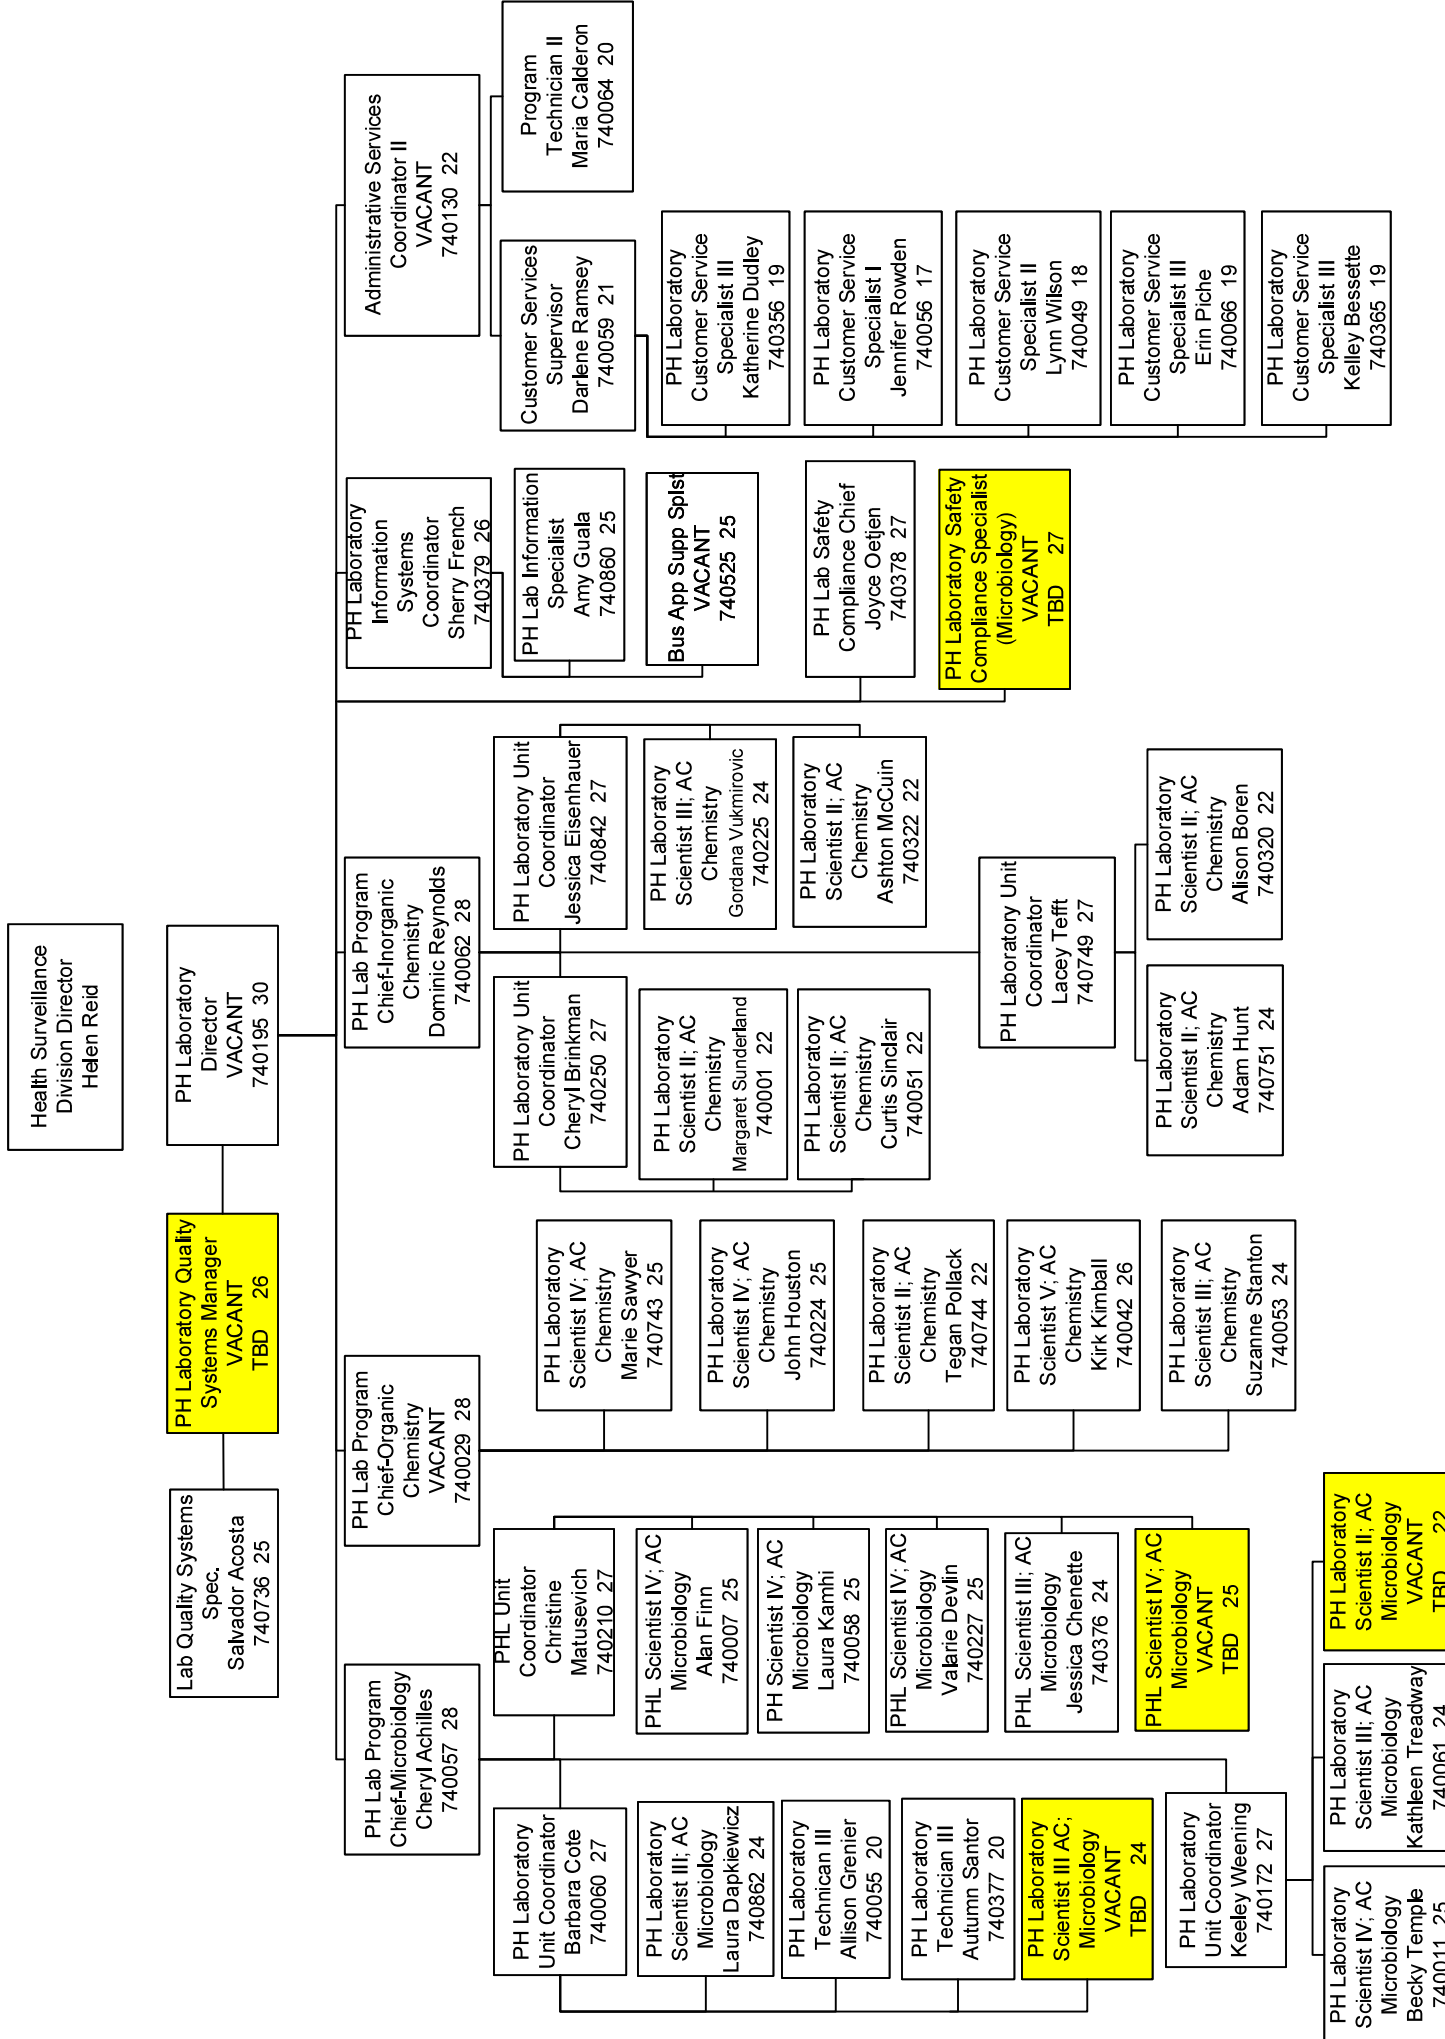 Health Surveillance
Division Director
Helen Reid
PH Laboratory
Director
VACANT
740195 30
PH Laboratory Quality
Systems Manager
VACANT
TBD 26
Lab Quality Systems
Spec.
Salvador Acosta
740736 25
PH Lab Program
Chief-Microbiology
Cheryl Achilles
740057 28
PH Laboratory
Unit Coordinator
Barbara Cote
740060 27
PH Laboratory
Scientist III; AC
Microbiology
Laura Dapkiewicz
740862 24
PH Laboratory
Technican III
Allison Grenier
740055 20
PH Laboratory
Technician III
Autumn Santor
740377 20
PH Laboratory
Scientist III AC;
Microbiology
VACANT
TBD 24
PHL Unit
Coordinator
Christine
Matusevich
740210 27
PHL Scientist IV; AC
Microbiology
Alan Finn
740007 25
PH Scientist IV; AC
Microbiology
Laura Kamhi
740058 25
PHL Scientist IV; AC
Microbiology
Valarie Devlin
740227 25
PHL Scientist III; AC
Microbiology
Jessica Chenette
740376 24
PHL Scientist IV; AC
Microbiology
VACANT
TBD 25
PH Laboratory
Unit Coordinator
Keeley Weening
740172 27
PH Laboratory
Scientist IV; AC
Microbiology
Becky Temple
740011 25
PH Laboratory
Scientist III; AC
Microbiology
Kathleen Treadway
740061 24
PH Laboratory
Scientist II; AC
Microbiology
VACANT
TBD 22
PH Lab Program
Chief-Organic
Chemistry
VACANT
740029 28
PH Laboratory
Scientist IV; AC
Chemistry
Marie Sawyer
740743 25
PH Laboratory
Scientist IV; AC
Chemistry
John Houston
740224 25
PH Laboratory
Scientist II; AC
Chemistry
Tegan Pollack
740744 22
PH Laboratory
Scientist V; AC
Chemistry
Kirk Kimball
740042 26
PH Laboratory
Scientist III; AC
Chemistry
Suzanne Stanton
740053 24
PH Lab Program
Chief-Inorganic
Chemistry
Dominic Reynolds
740062 28
PH Laboratory Unit
Coordinator
Cheryl Brinkman
740250 27
PH Laboratory
Scientist II; AC
Chemistry
Margaret Sunderland
740001 22
PH Laboratory
Scientist II; AC
Chemistry
Curtis Sinclair
740051 22
PH Laboratory Unit
Coordinator
Jessica Eisenhauer
740842 27
PH Laboratory
Scientist III; AC
Chemistry
Gordana Vukmirovic
740225 24
PH Laboratory
Scientist II; AC
Chemistry
Ashton McCuin
740322 22
PH Laboratory Unit
Coordinator
Lacey Tefft
740749 27
PH Laboratory
Scientist II; AC
Chemistry
Adam Hunt
740751 24
PH Laboratory
Scientist II; AC
Chemistry
Alison Boren
740320 22
PH Laboratory
Information
Systems
Coordinator
Sherry French
740379 26
PH Lab Information
Specialist
Amy Guala
740860 25
Bus App Supp Splst
VACANT
740525 25
PH Lab Safety
Compliance Chief
Joyce Oetjen
740378 27
PH Laboratory Safety
Compliance Specialist
(Microbiology)
VACANT
TBD 27
Administrative Services
Coordinator II
VACANT
740130 22
Customer Services
Supervisor
Darlene Ramsey
740059 21
Program
Technician II
Maria Calderon
740064 20
PH Laboratory
Customer Service
Specialist III
Katherine Dudley
740356 19
PH Laboratory
Customer Service
Specialist I
Jennifer Rowden
740056 17
PH Laboratory
Customer Service
Specialist II
Lynn Wilson
740049 18
PH Laboratory
Customer Service
Specialist III
Erin Piche
740066 19
PH Laboratory
Customer Service
Specialist III
Kelley Bessette
740365 19